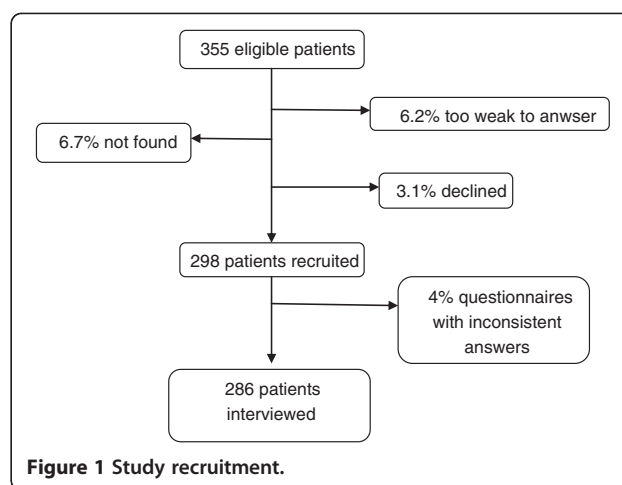 355 eligible patients
6.2% too weak to anwser
6.7% not found
3.1% declined
298 patients recruited
4% questionnaires
with inconsistent
answers
286 patients
interviewed
Figure 1 Study recruitment.